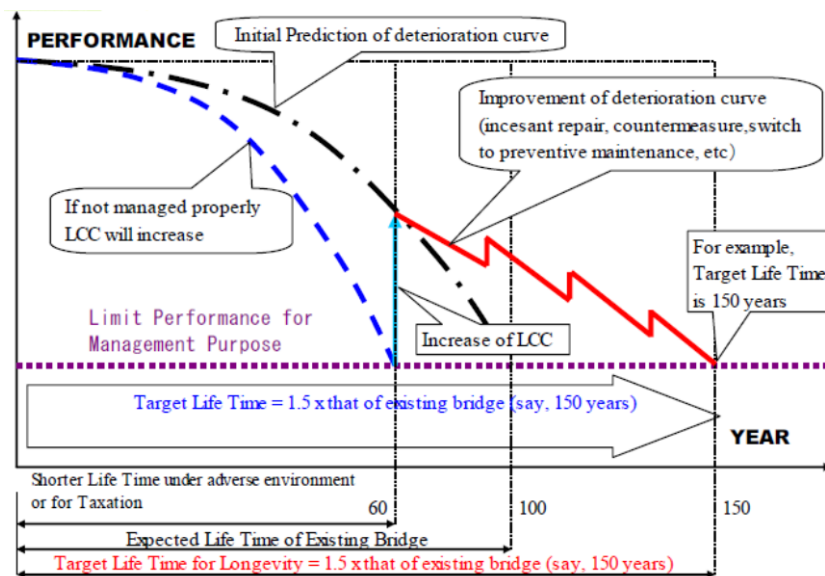 PERFORMANCE
Initial Prediction of deterioration curve
Improvement of deterioration curve
(incesant repair, countermeasure,switch
to preventive maintenance, etc)
If not managed properly
LCC will increase
For example,
Target Life Time
is 150 years
Limit Performance for
Management Purpose
Increase of LCC
Target Life Time = 1.5 x that of existing bridge (say, 150 years)
YEAR
Shorter Life Time under adverse environment
or for Taxation
60
100
150
Expected Life Time of Existing Bridge
Target Life Time for Longevity = 1.5 x that of existing bridge (say, 150 years)